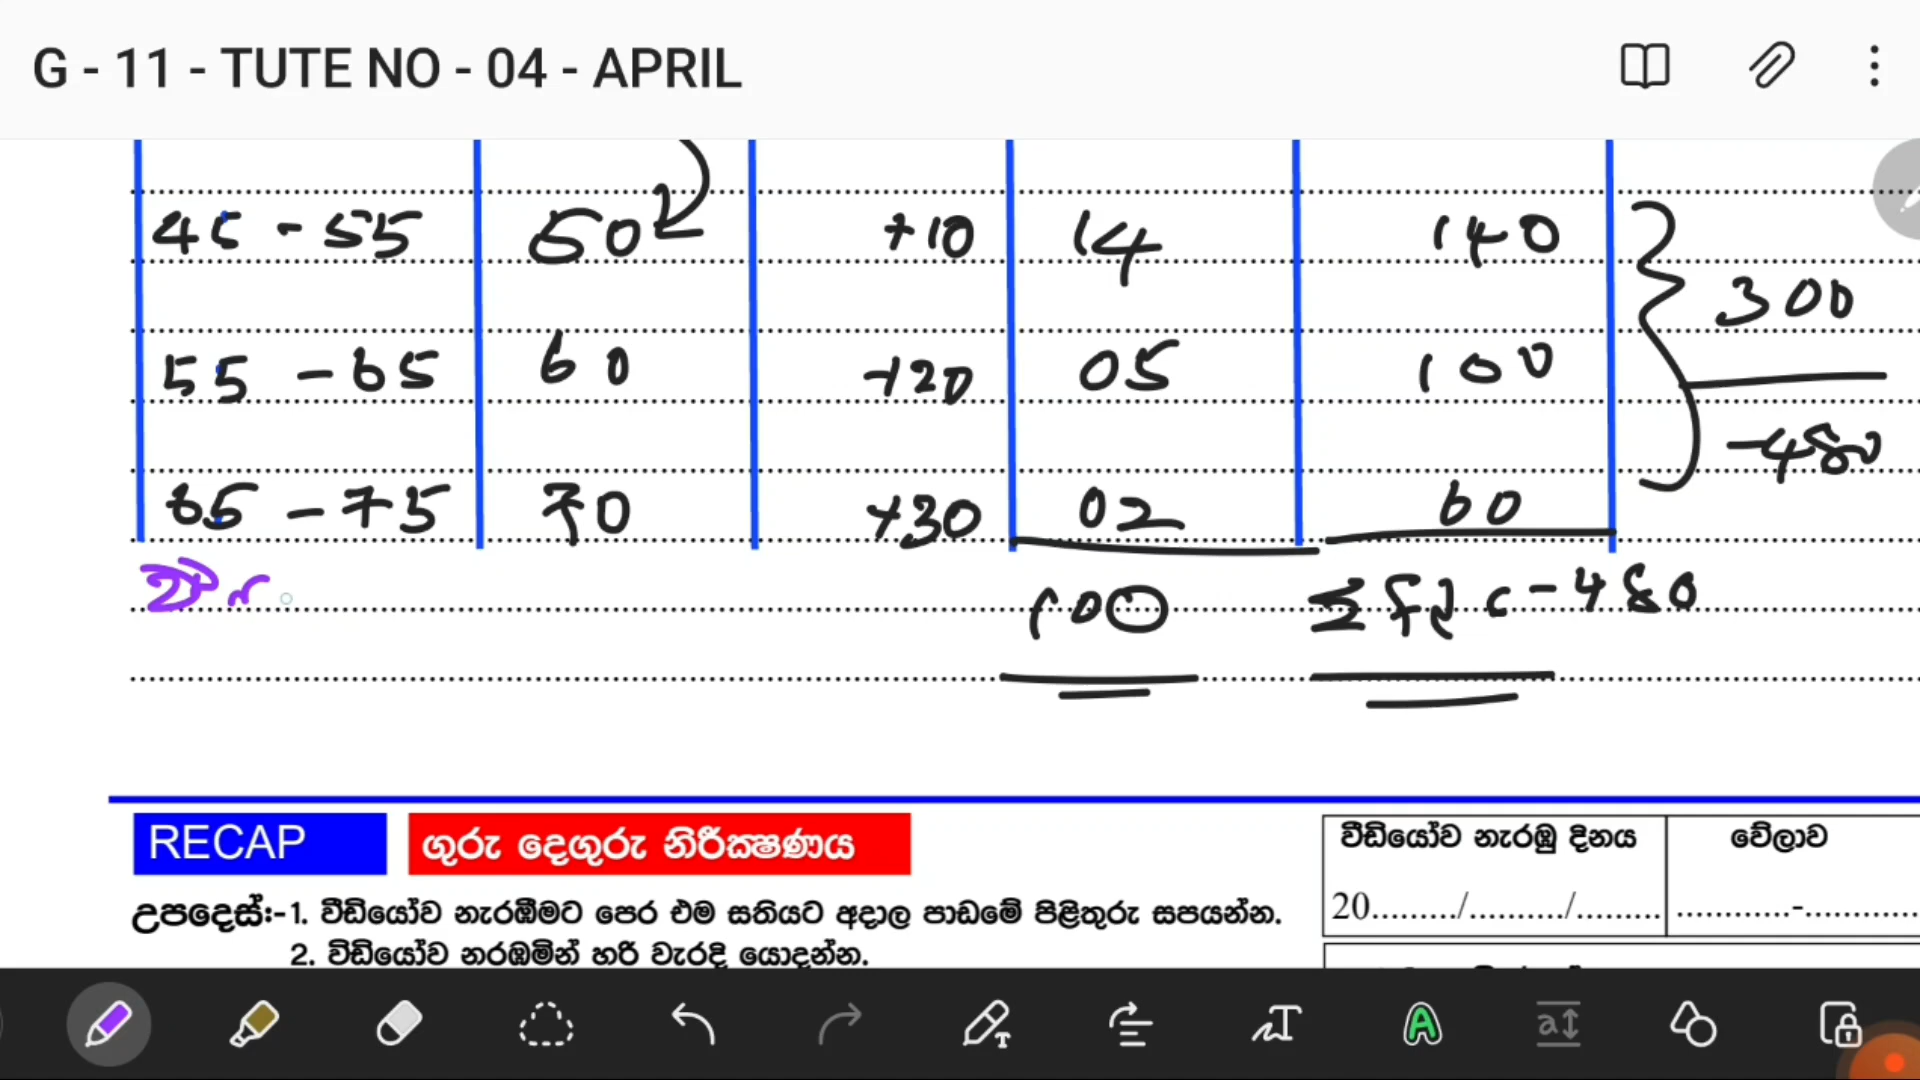 G - 11 - TUTE NO - 04 - APRIL
45 - 55 50 +10 14 140
300
55 - 65 60 +20 05 100
-480
65 - 75 70 +30 02 60
100 Σfd = -480
RECAP ගුරු දෙගුරු නිරීක්ෂණය
වීඩියෝව නැරඹූ දිනය වේලාව
20........./........./......... ............-............
උපදෙස්:-1. වීඩියෝව නැරඹීමට පෙර එම සතියට අදාල පාඩමේ පිළිතුරු සපයන්න.
2. විඩියෝව නරඹමින් හරි වැරදි යොදන්න.